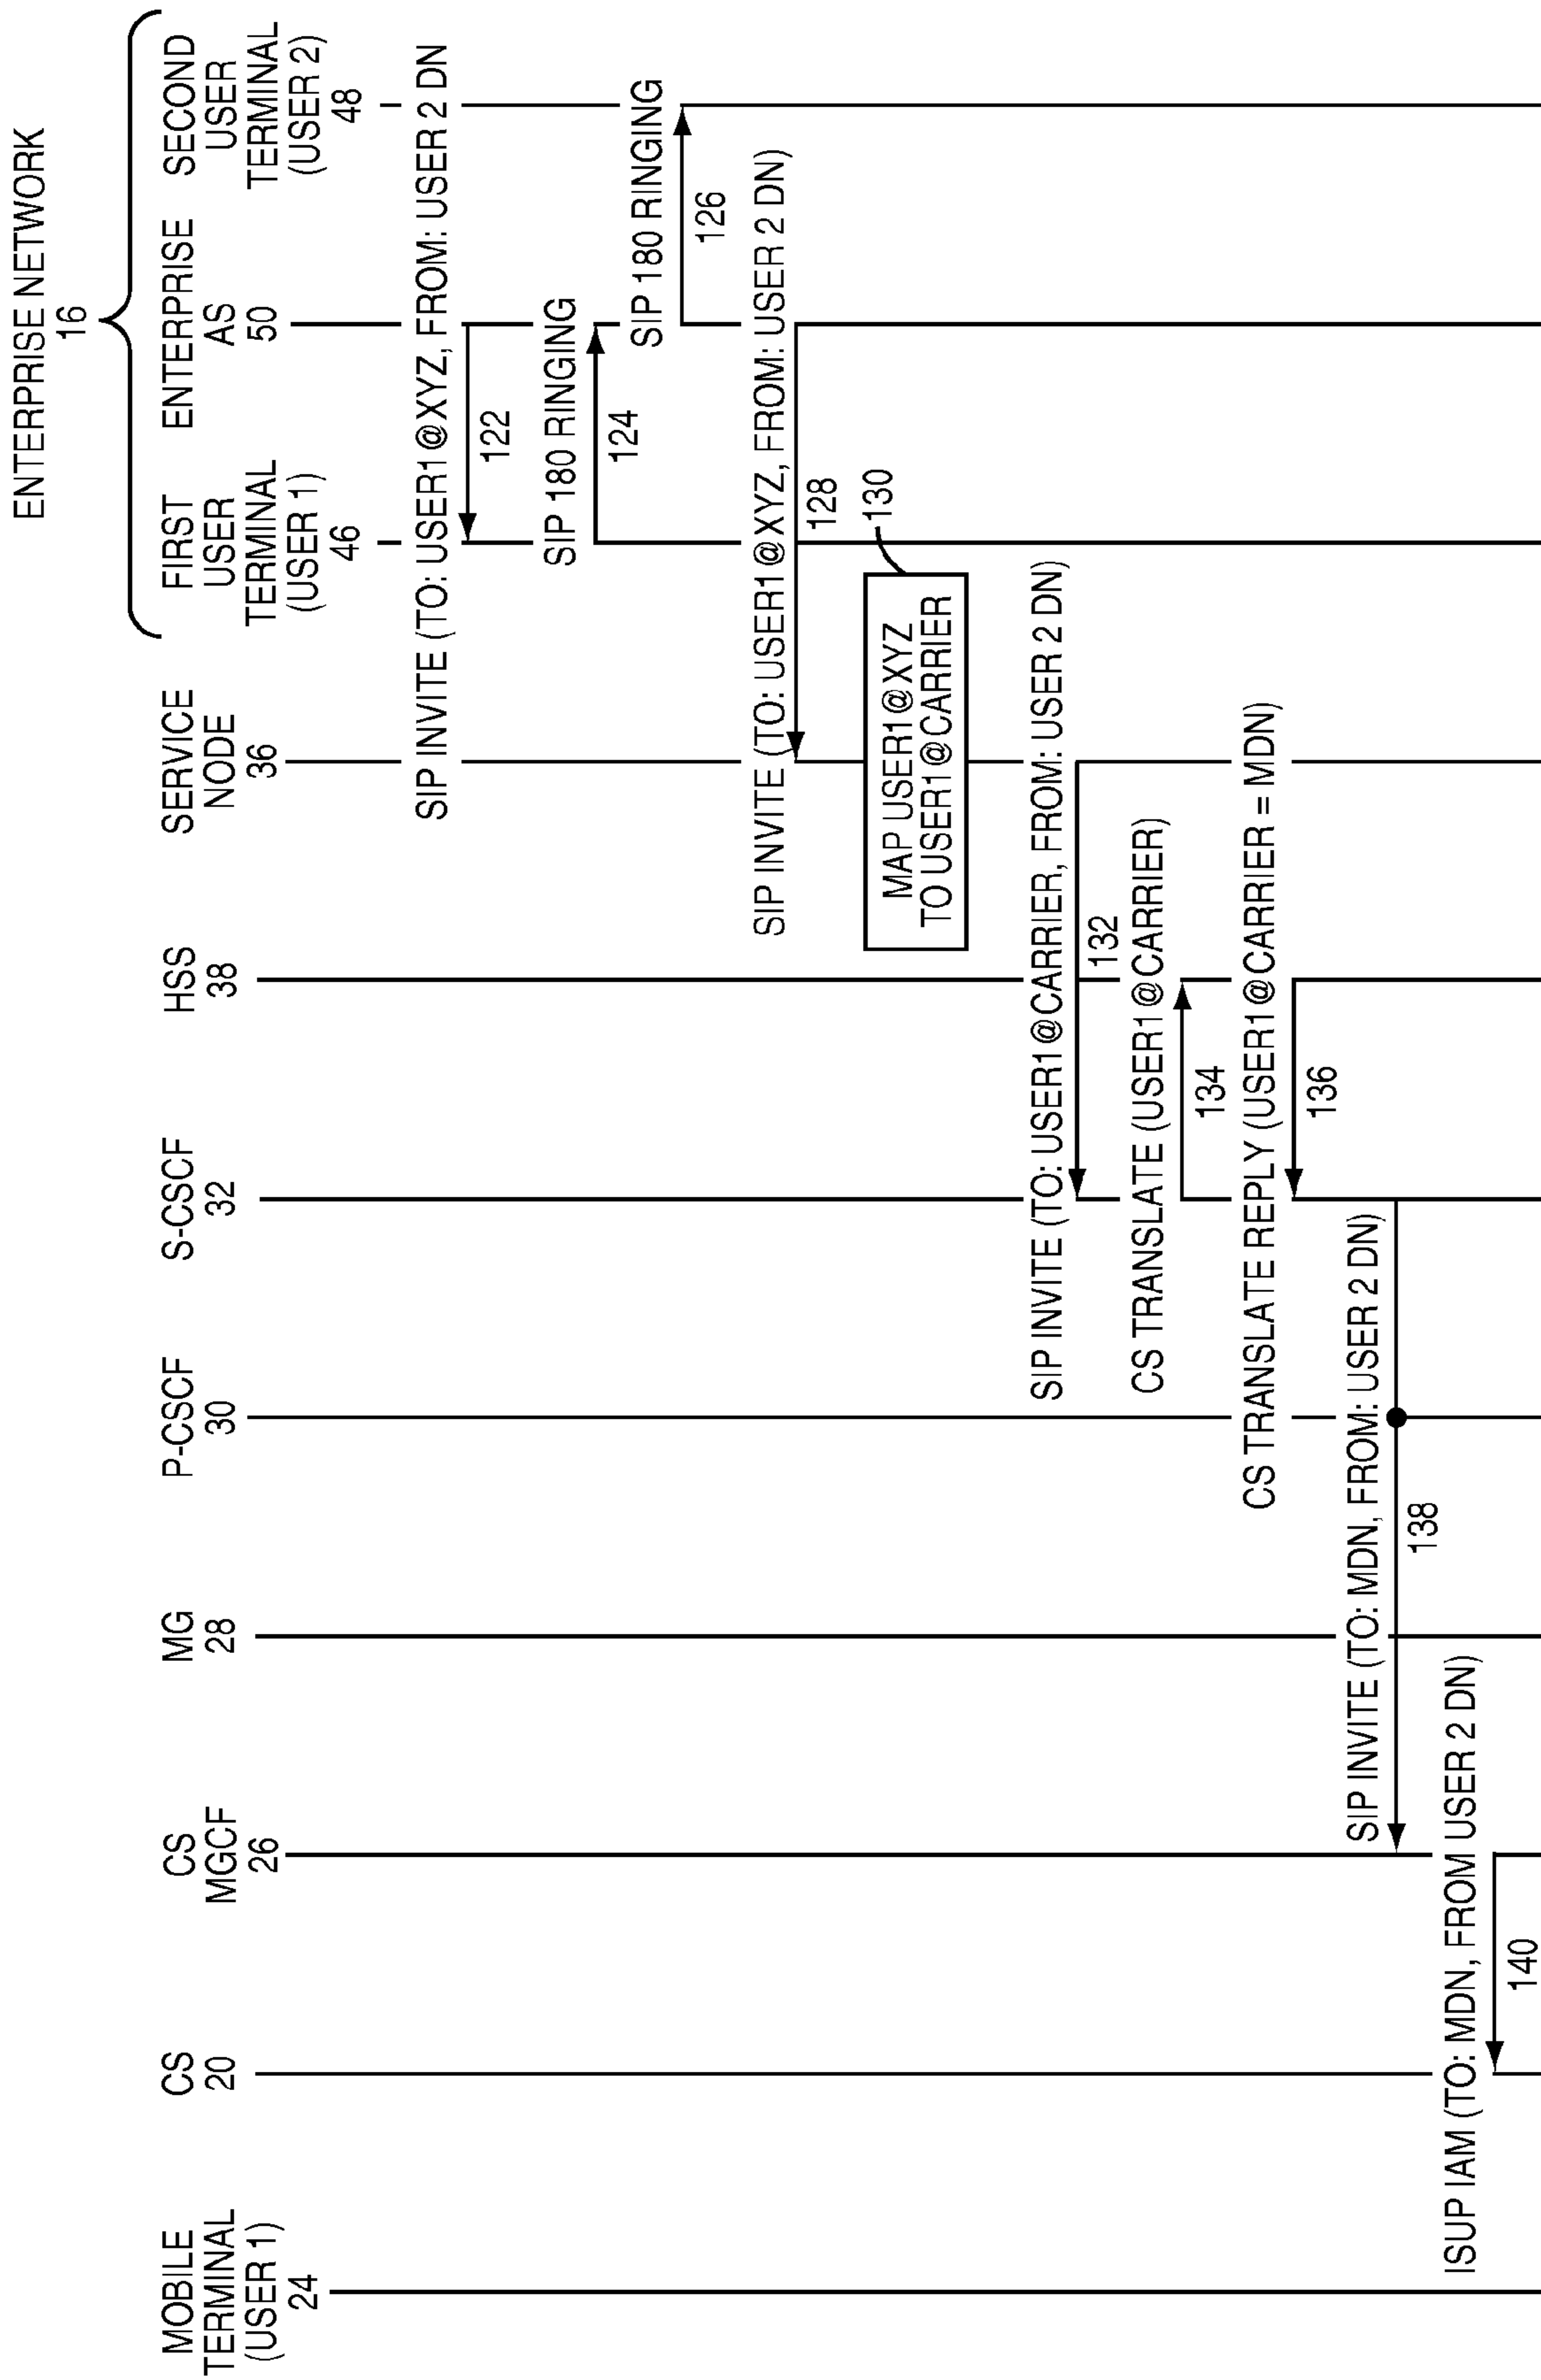 ENTERPRISE NETWORK
16
MOBILE
TERMINAL
(USER 1)
24
CS
20
CS
MGCF
26
MG
28
P-CSCF
30
S-CSCF
32
HSS
38
SERVICE
NODE
36
FIRST
USER
TERMINAL
(USER 1)
46
ENTERPRISE
AS
50
SECOND
USER
TERMINAL
(USER 2)
48
SIP INVITE (TO: USER1@XYZ, FROM: USER 2 DN
122
SIP 180 RINGING
124
SIP 180 RINGING
126
SIP INVITE (TO: USER1@XYZ, FROM: USER 2 DN)
128
130
MAP USER1@XYZ
TO USER1@CARRIER
SIP INVITE (TO: USER1@CARRIER, FROM: USER 2 DN)
132
CS TRANSLATE (USER1@CARRIER)
134
CS TRANSLATE REPLY (USER1@CARRIER = MDN)
136
SIP INVITE (TO: MDN, FROM: USER 2 DN)
138
ISUP IAM (TO: MDN, FROM USER 2 DN)
140